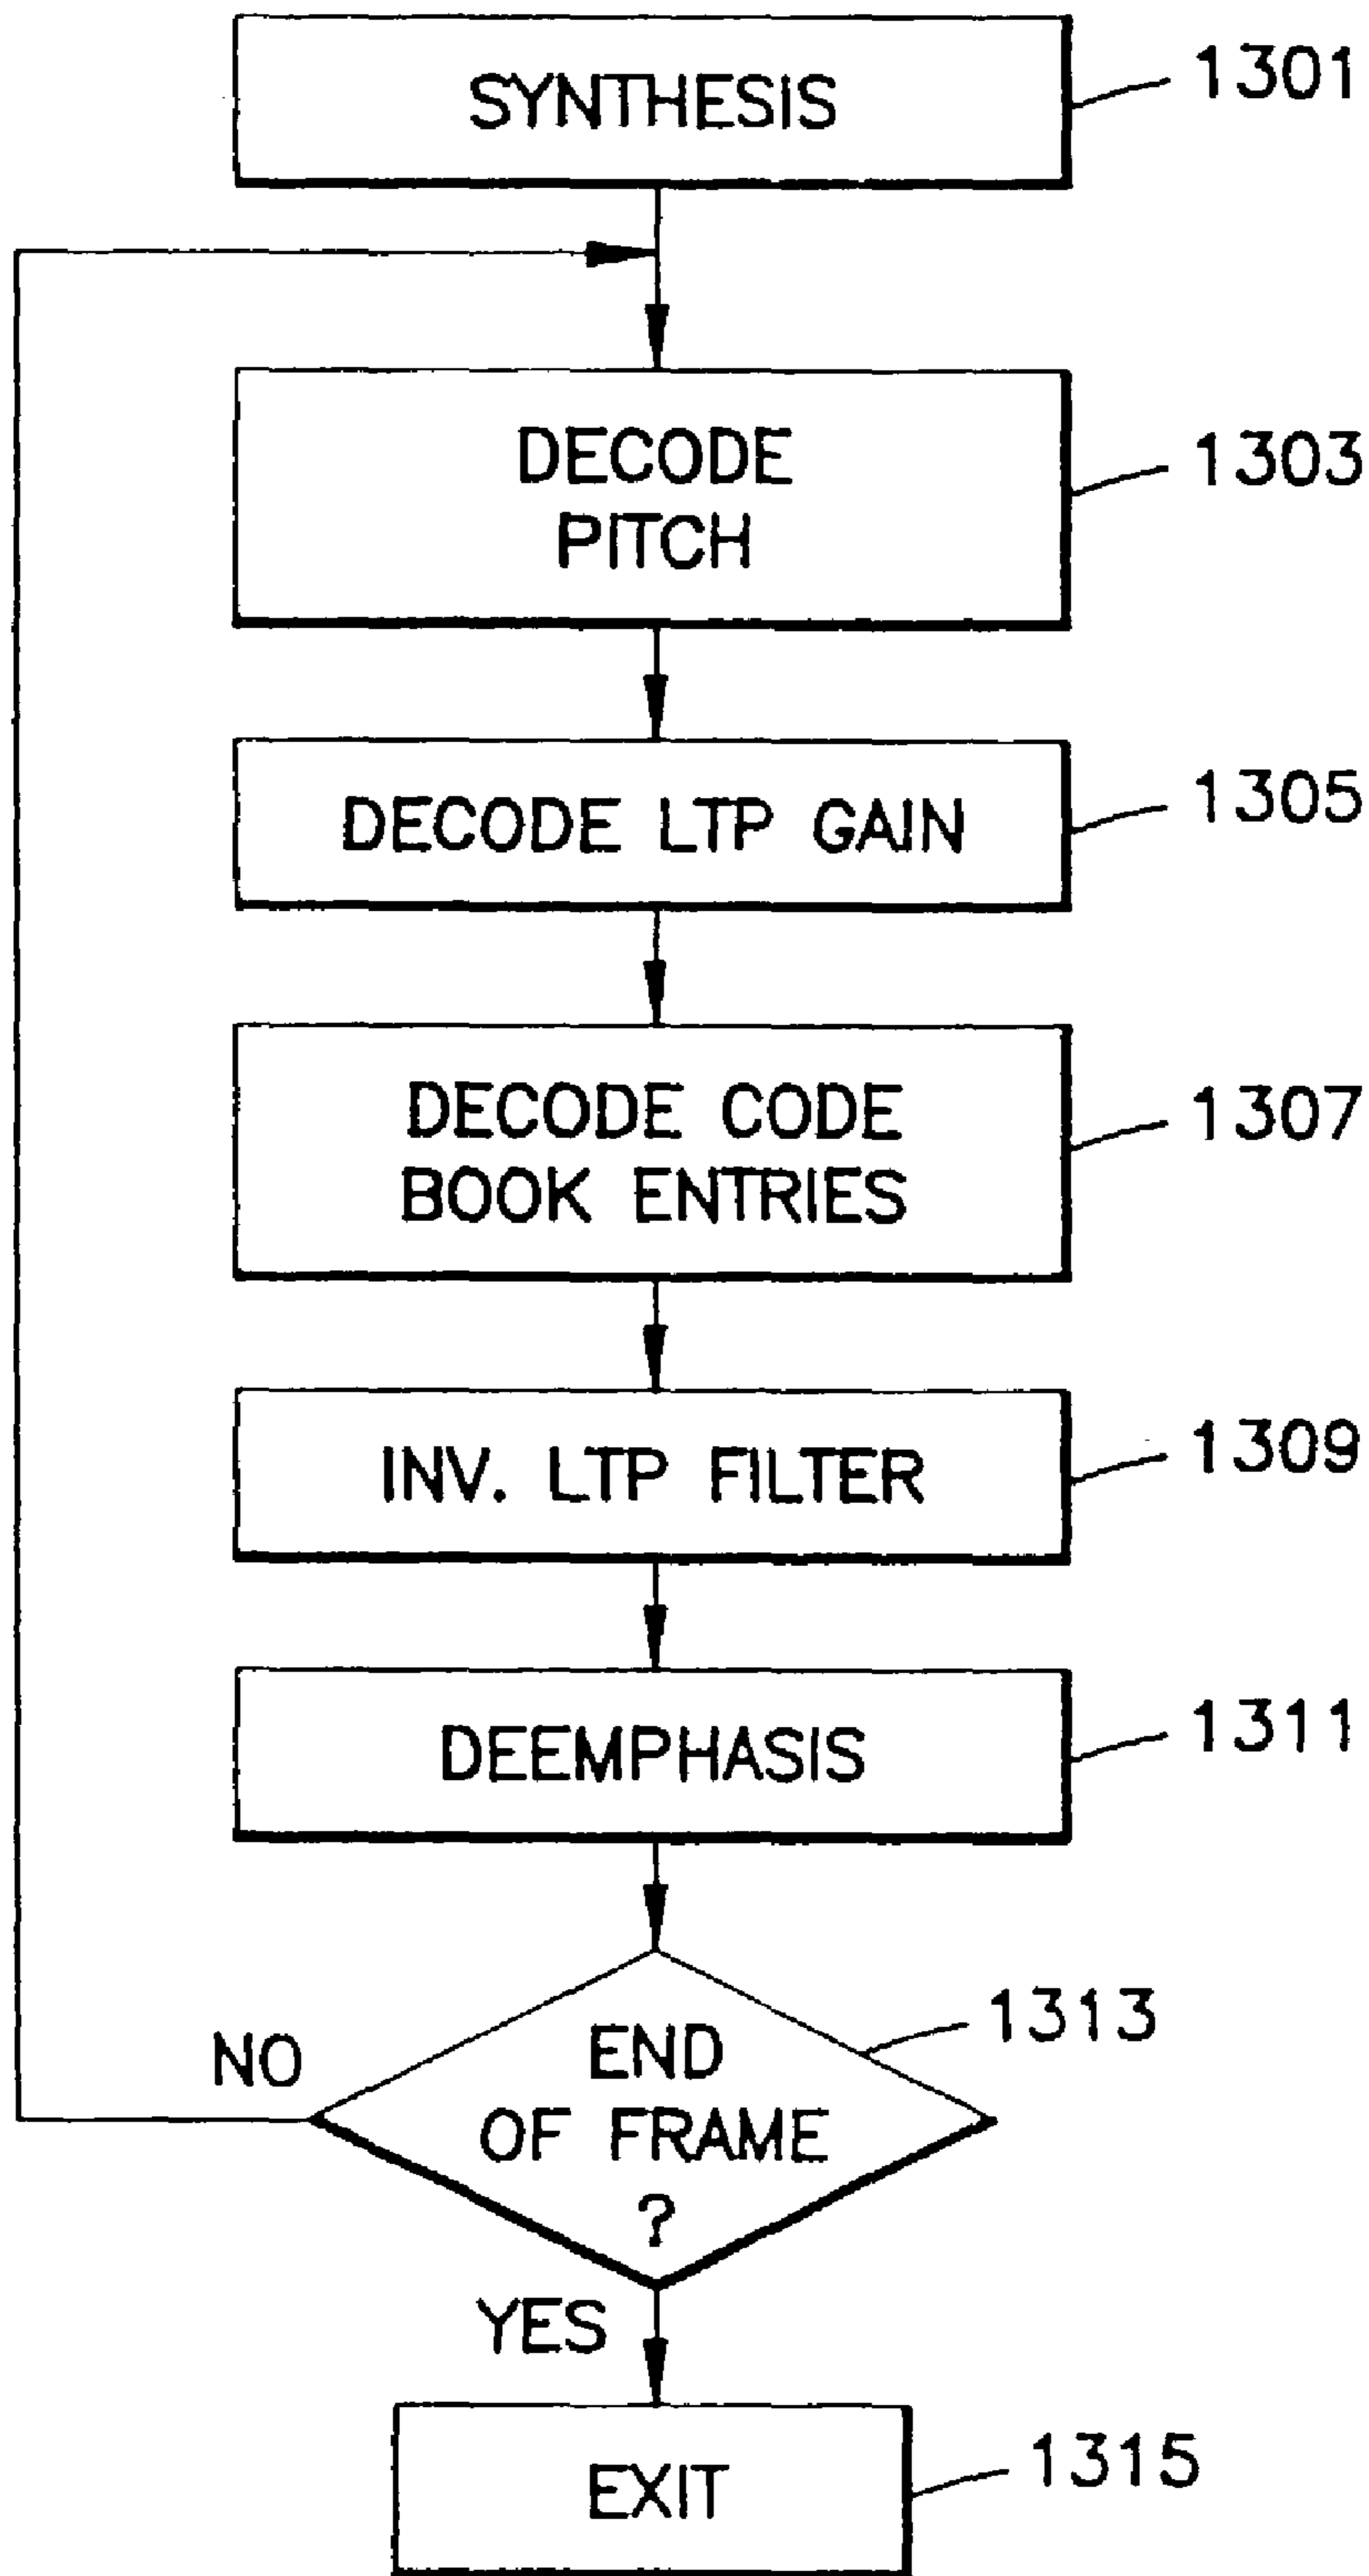 SYNTHESIS
1301
DECODE
PITCH
1303
DECODE LTP GAIN
1305
DECODE CODE
BOOK ENTRIES
1307
INV. LTP FILTER
1309
DEEMPHASIS
1311
END
OF FRAME
?
1313
NO
YES
EXIT
1315